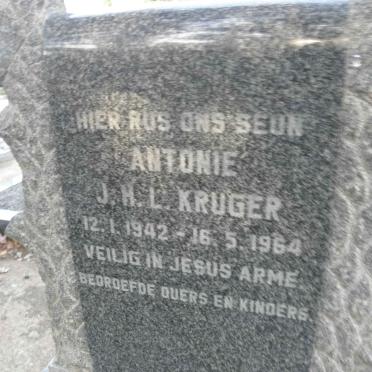 HIER RUS ONS SEUN
ANTONIE
J. H. L. KRUGER
12. 1. 1942 - 16. 5. 1964
VEILIG IN JESUS ARME.
BEDROEFDE OUERS EN KINDERS.